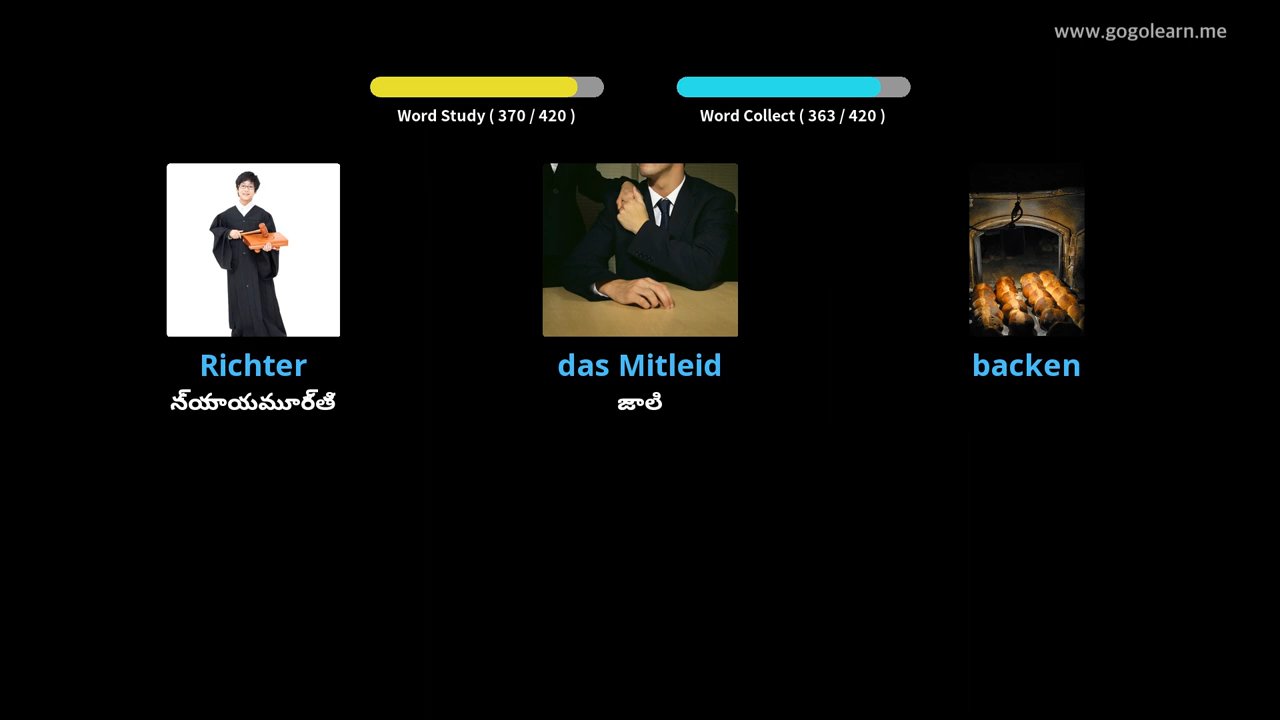 www.gogolearn.me
Word Study ( 370 / 420 )
Word Collect ( 363 / 420 )
Richter
das Mitleid
backen
న్యాయమూర్తి
జాలి